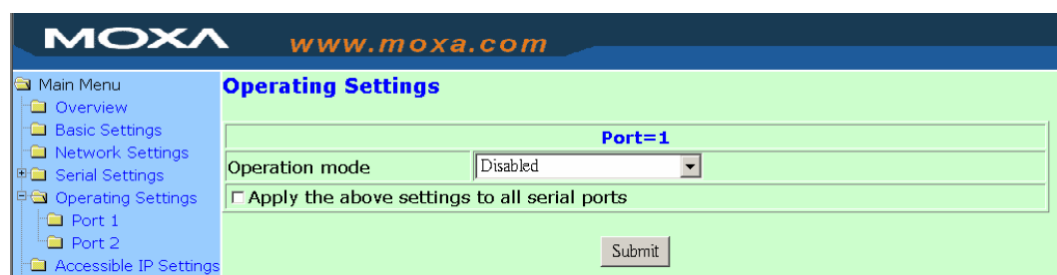 MOXA www.moxa.com
Main Menu
Overview
Basic Settings
Network Settings
Serial Settings
Operating Settings
Port 1
Port 2
Accessible IP Settings
Operating Settings
Port=1
Operation mode Disabled
Apply the above settings to all serial ports
Submit